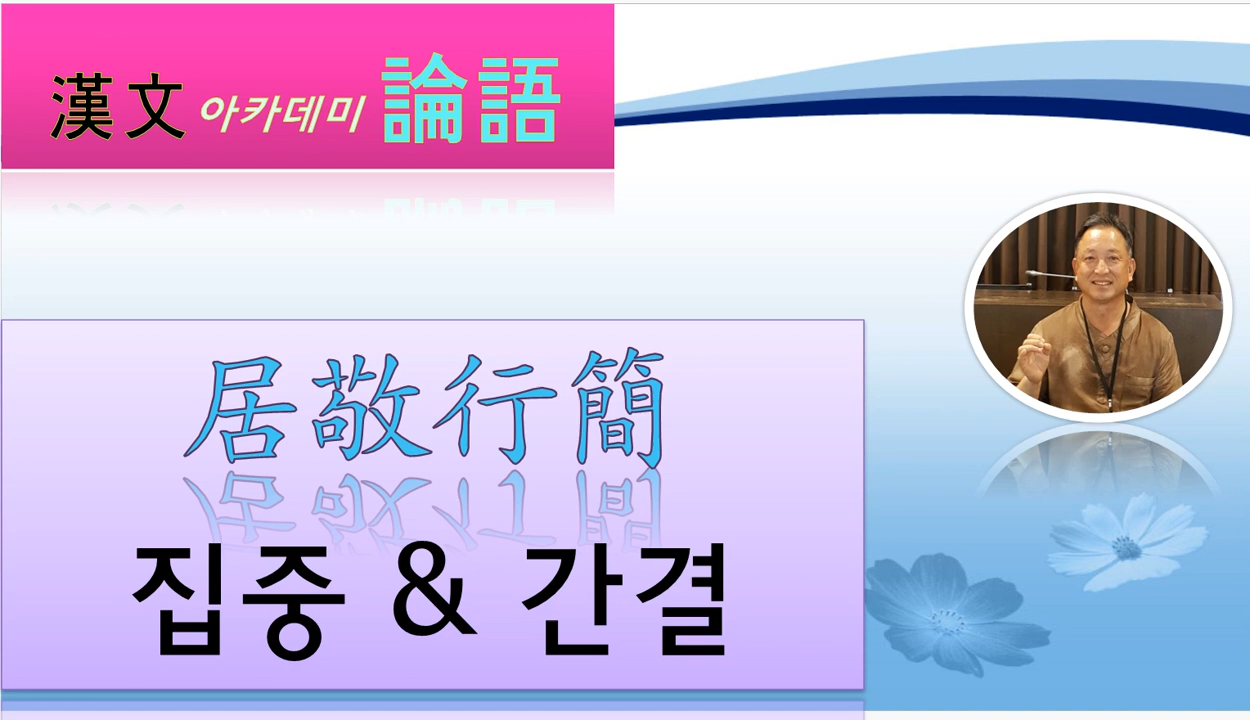 漢文 아카데미 論語
居敬行簡
집중 & 간결